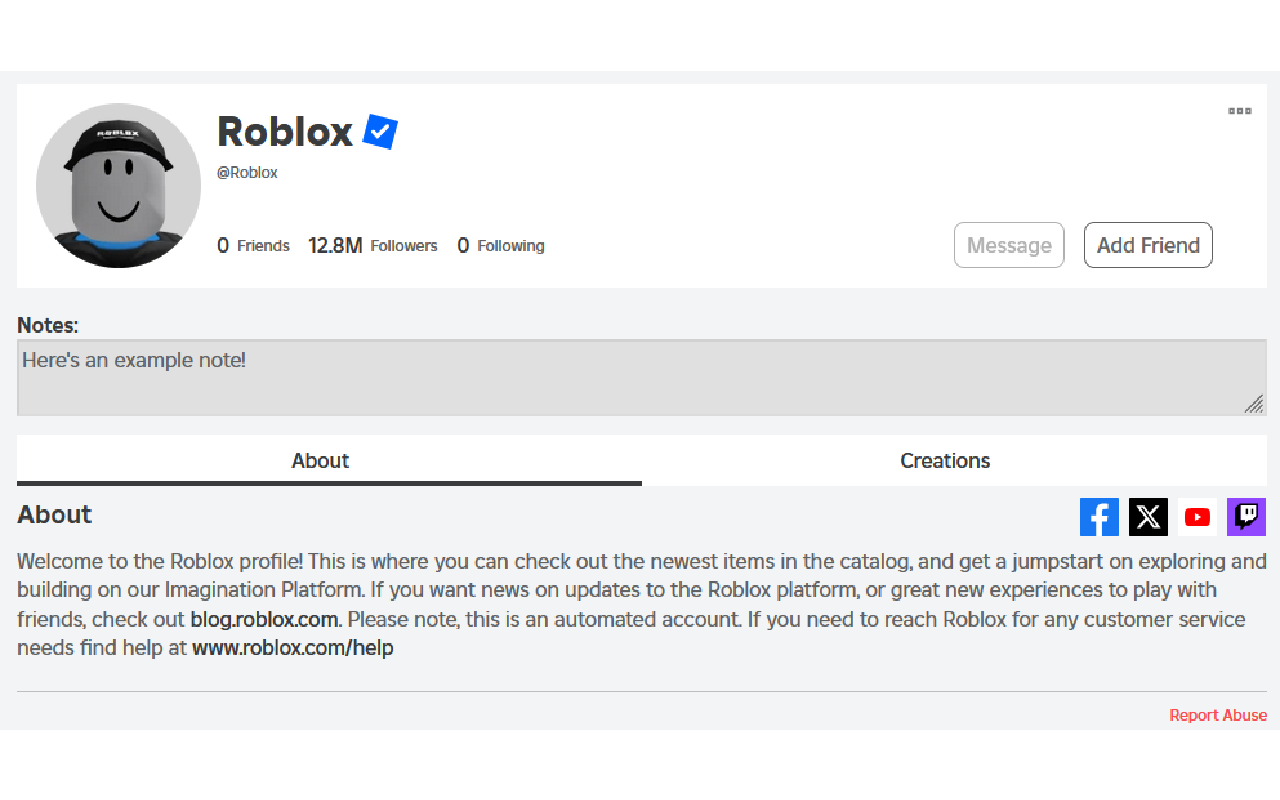 ROBLOX
Roblox
@Roblox
0 Friends 12.8M Followers 0 Following
Message Add Friend
Notes:
Here's an example note!
About Creations
About
Welcome to the Roblox profile! This is where you can check out the newest items in the catalog, and get a jumpstart on exploring and
building on our Imagination Platform. If you want news on updates to the Roblox platform, or great new experiences to play with
friends, check out blog.roblox.com. Please note, this is an automated account. If you need to reach Roblox for any customer service
needs find help at www.roblox.com/help
Report Abuse